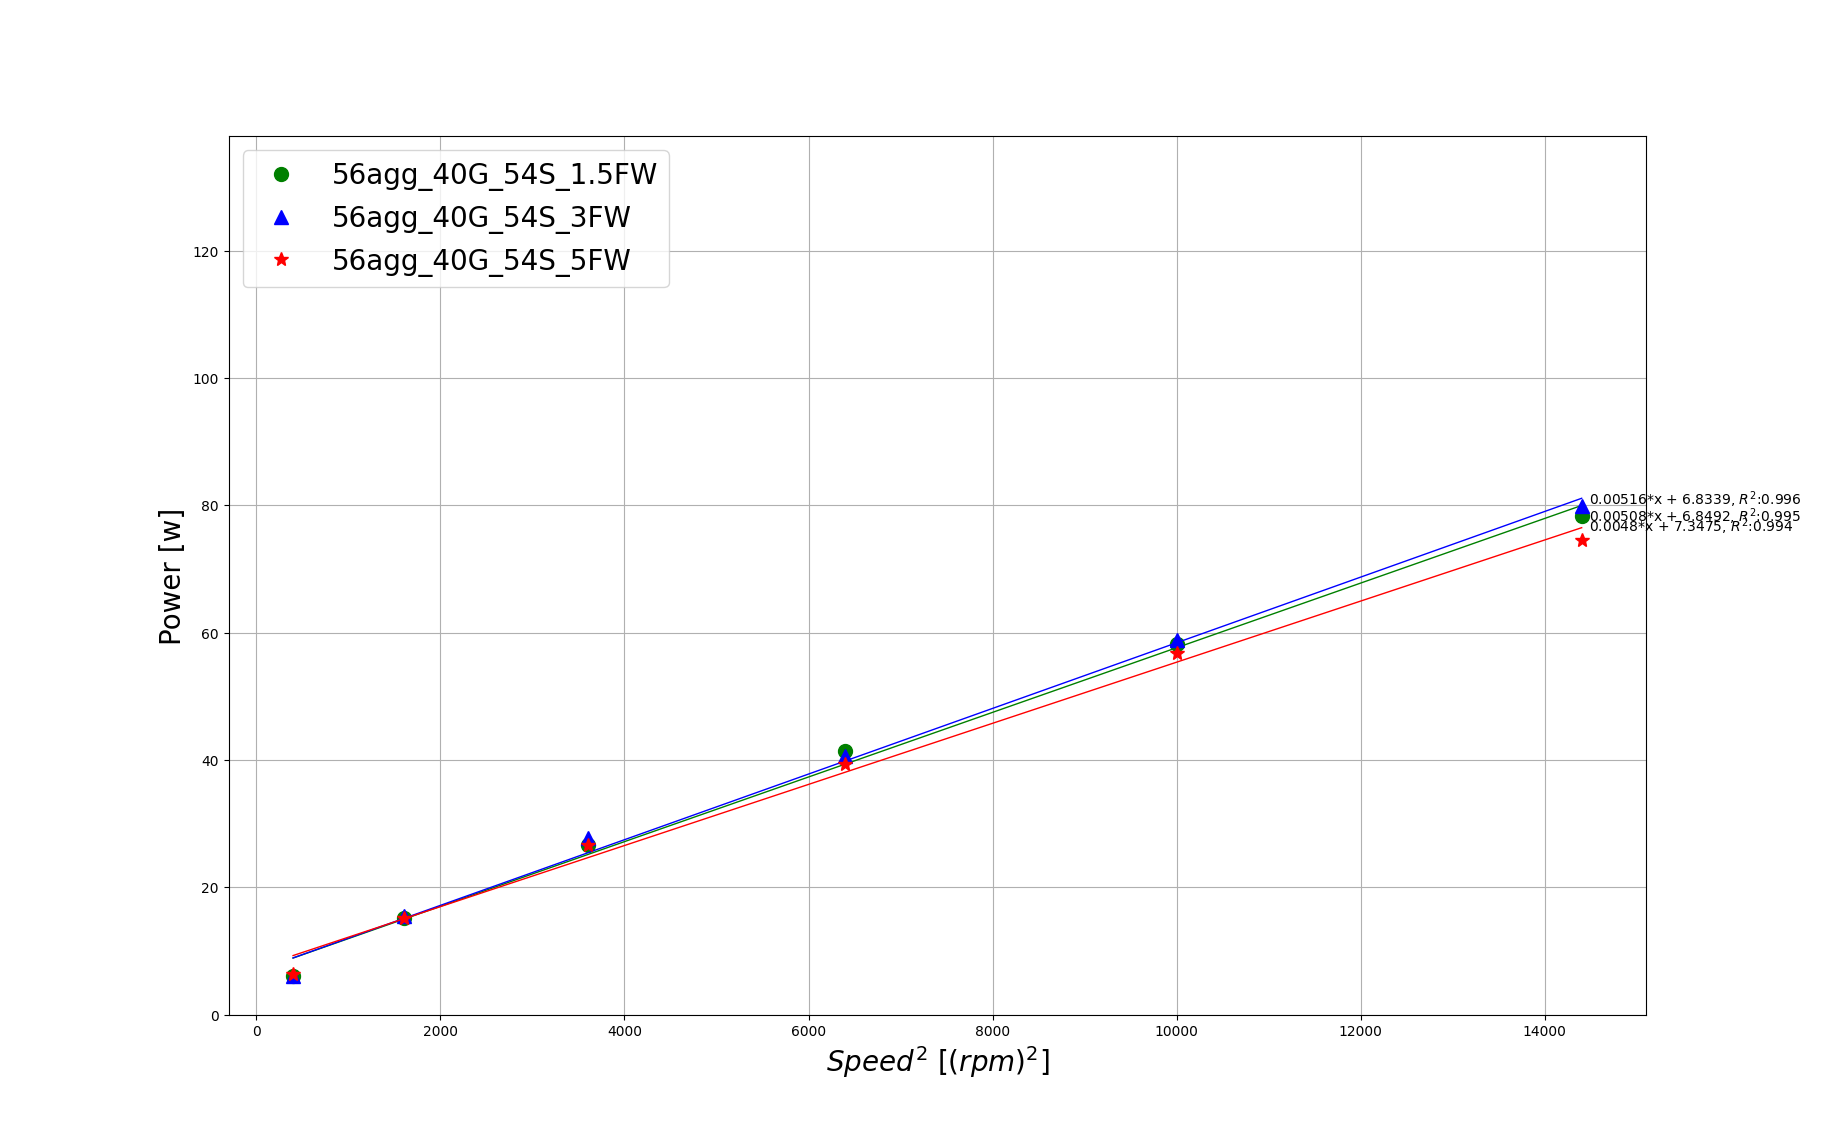 56agg_40G_54S_1.5FW
56agg_40G_54S_3FW
56agg_40G_54S_5FW
120
100
80
60
40
20
0
Power [w]
0.00516*x + 6.8339, R²:0.996
0.00508*x + 6.8492, R²:0.995
0.0048*x + 7.3475, R²:0.994
0 2000 4000 6000 8000 10000 12000 14000
Speed² [(rpm)²]